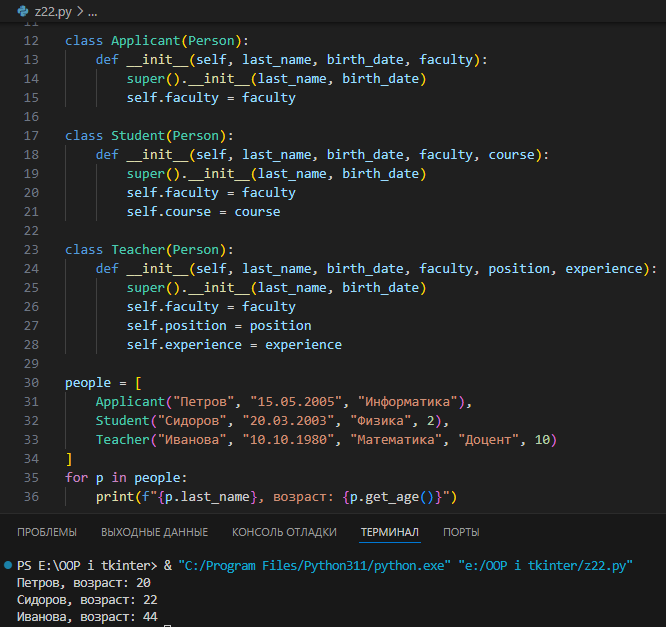 z22.py > ...
11
12 class Applicant(Person):
13     def __init__(self, last_name, birth_date, faculty):
14         super().__init__(last_name, birth_date)
15         self.faculty = faculty
16
17 class Student(Person):
18     def __init__(self, last_name, birth_date, faculty, course):
19         super().__init__(last_name, birth_date)
20         self.faculty = faculty
21         self.course = course
22
23 class Teacher(Person):
24     def __init__(self, last_name, birth_date, faculty, position, experience):
25         super().__init__(last_name, birth_date)
26         self.faculty = faculty
27         self.position = position
28         self.experience = experience
29
30 people = [
31     Applicant("Петров", "15.05.2005", "Информатика"),
32     Student("Сидоров", "20.03.2003", "Физика", 2),
33     Teacher("Иванова", "10.10.1980", "Математика", "Доцент", 10)
34 ]
35 for p in people:
36     print(f"{p.last_name}, возраст: {p.get_age()}")
ПРОБЛЕМЫ ВЫХОДНЫЕ ДАННЫЕ КОНСОЛЬ ОТЛАДКИ ТЕРМИНАЛ ПОРТЫ
PS E:\OOP i tkinter> & "C:/Program Files/Python311/python.exe" "e:/OOP i tkinter/z22.py"
Петров, возраст: 20
Сидоров, возраст: 22
Иванова, возраст: 44